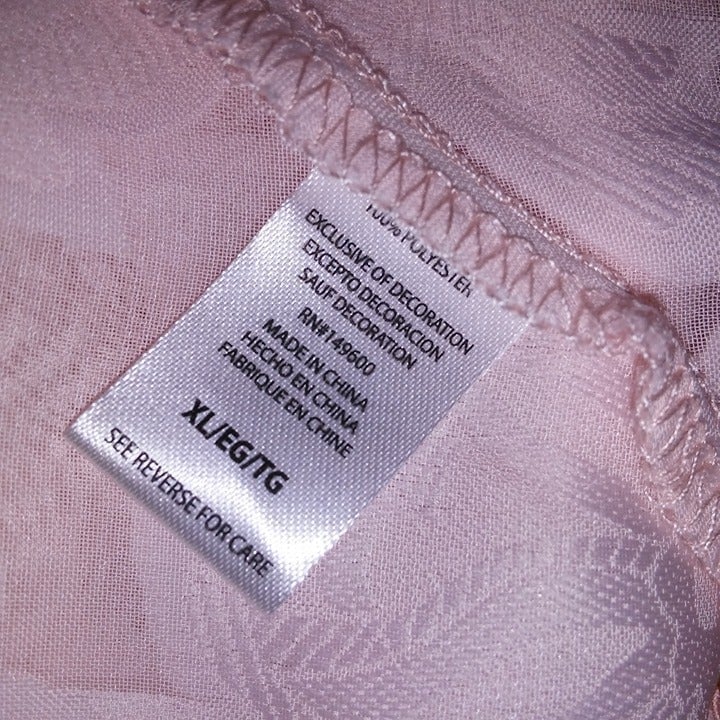 100% POLYESTER
EXCLUSIVE OF DECORATION
EXCEPTO DECORACION
SAUF DECORATION
RN#149600
MADE IN CHINA
HECHO EN CHINA
FABRIQUE EN CHINE
XL/EG/TG
SEE REVERSE FOR CARE